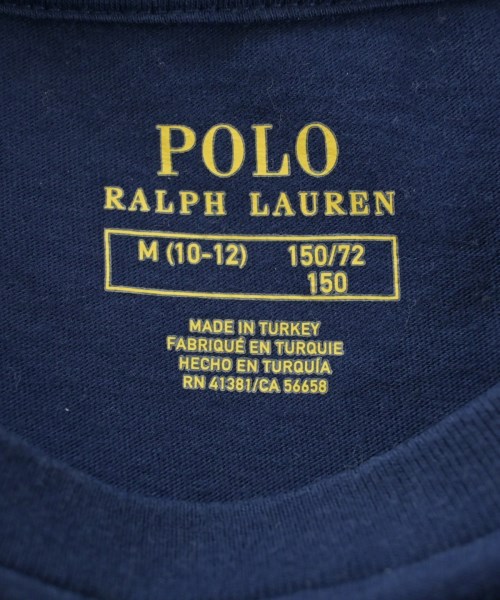 POLO
RALPH LAUREN
M (10-12) 150/72
150
MADE IN TURKEY
FABRIQUÉ EN TURQUIE
HECHO EN TURQUÍA
RN 41381/CA 56658